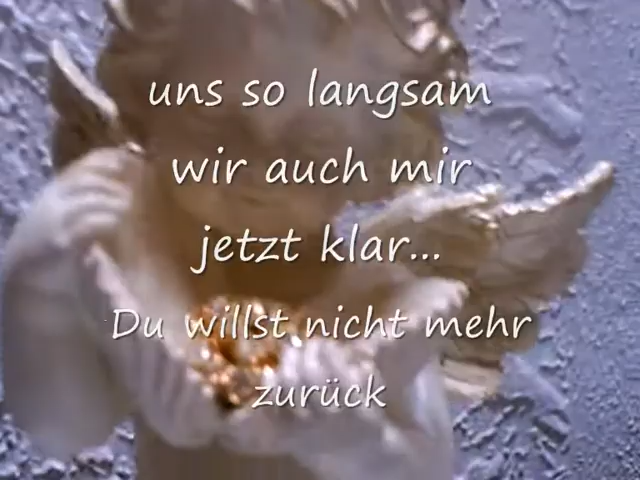 uns so langsam
wir auch mir
jetzt klar...
Du willst nicht mehr
zurück